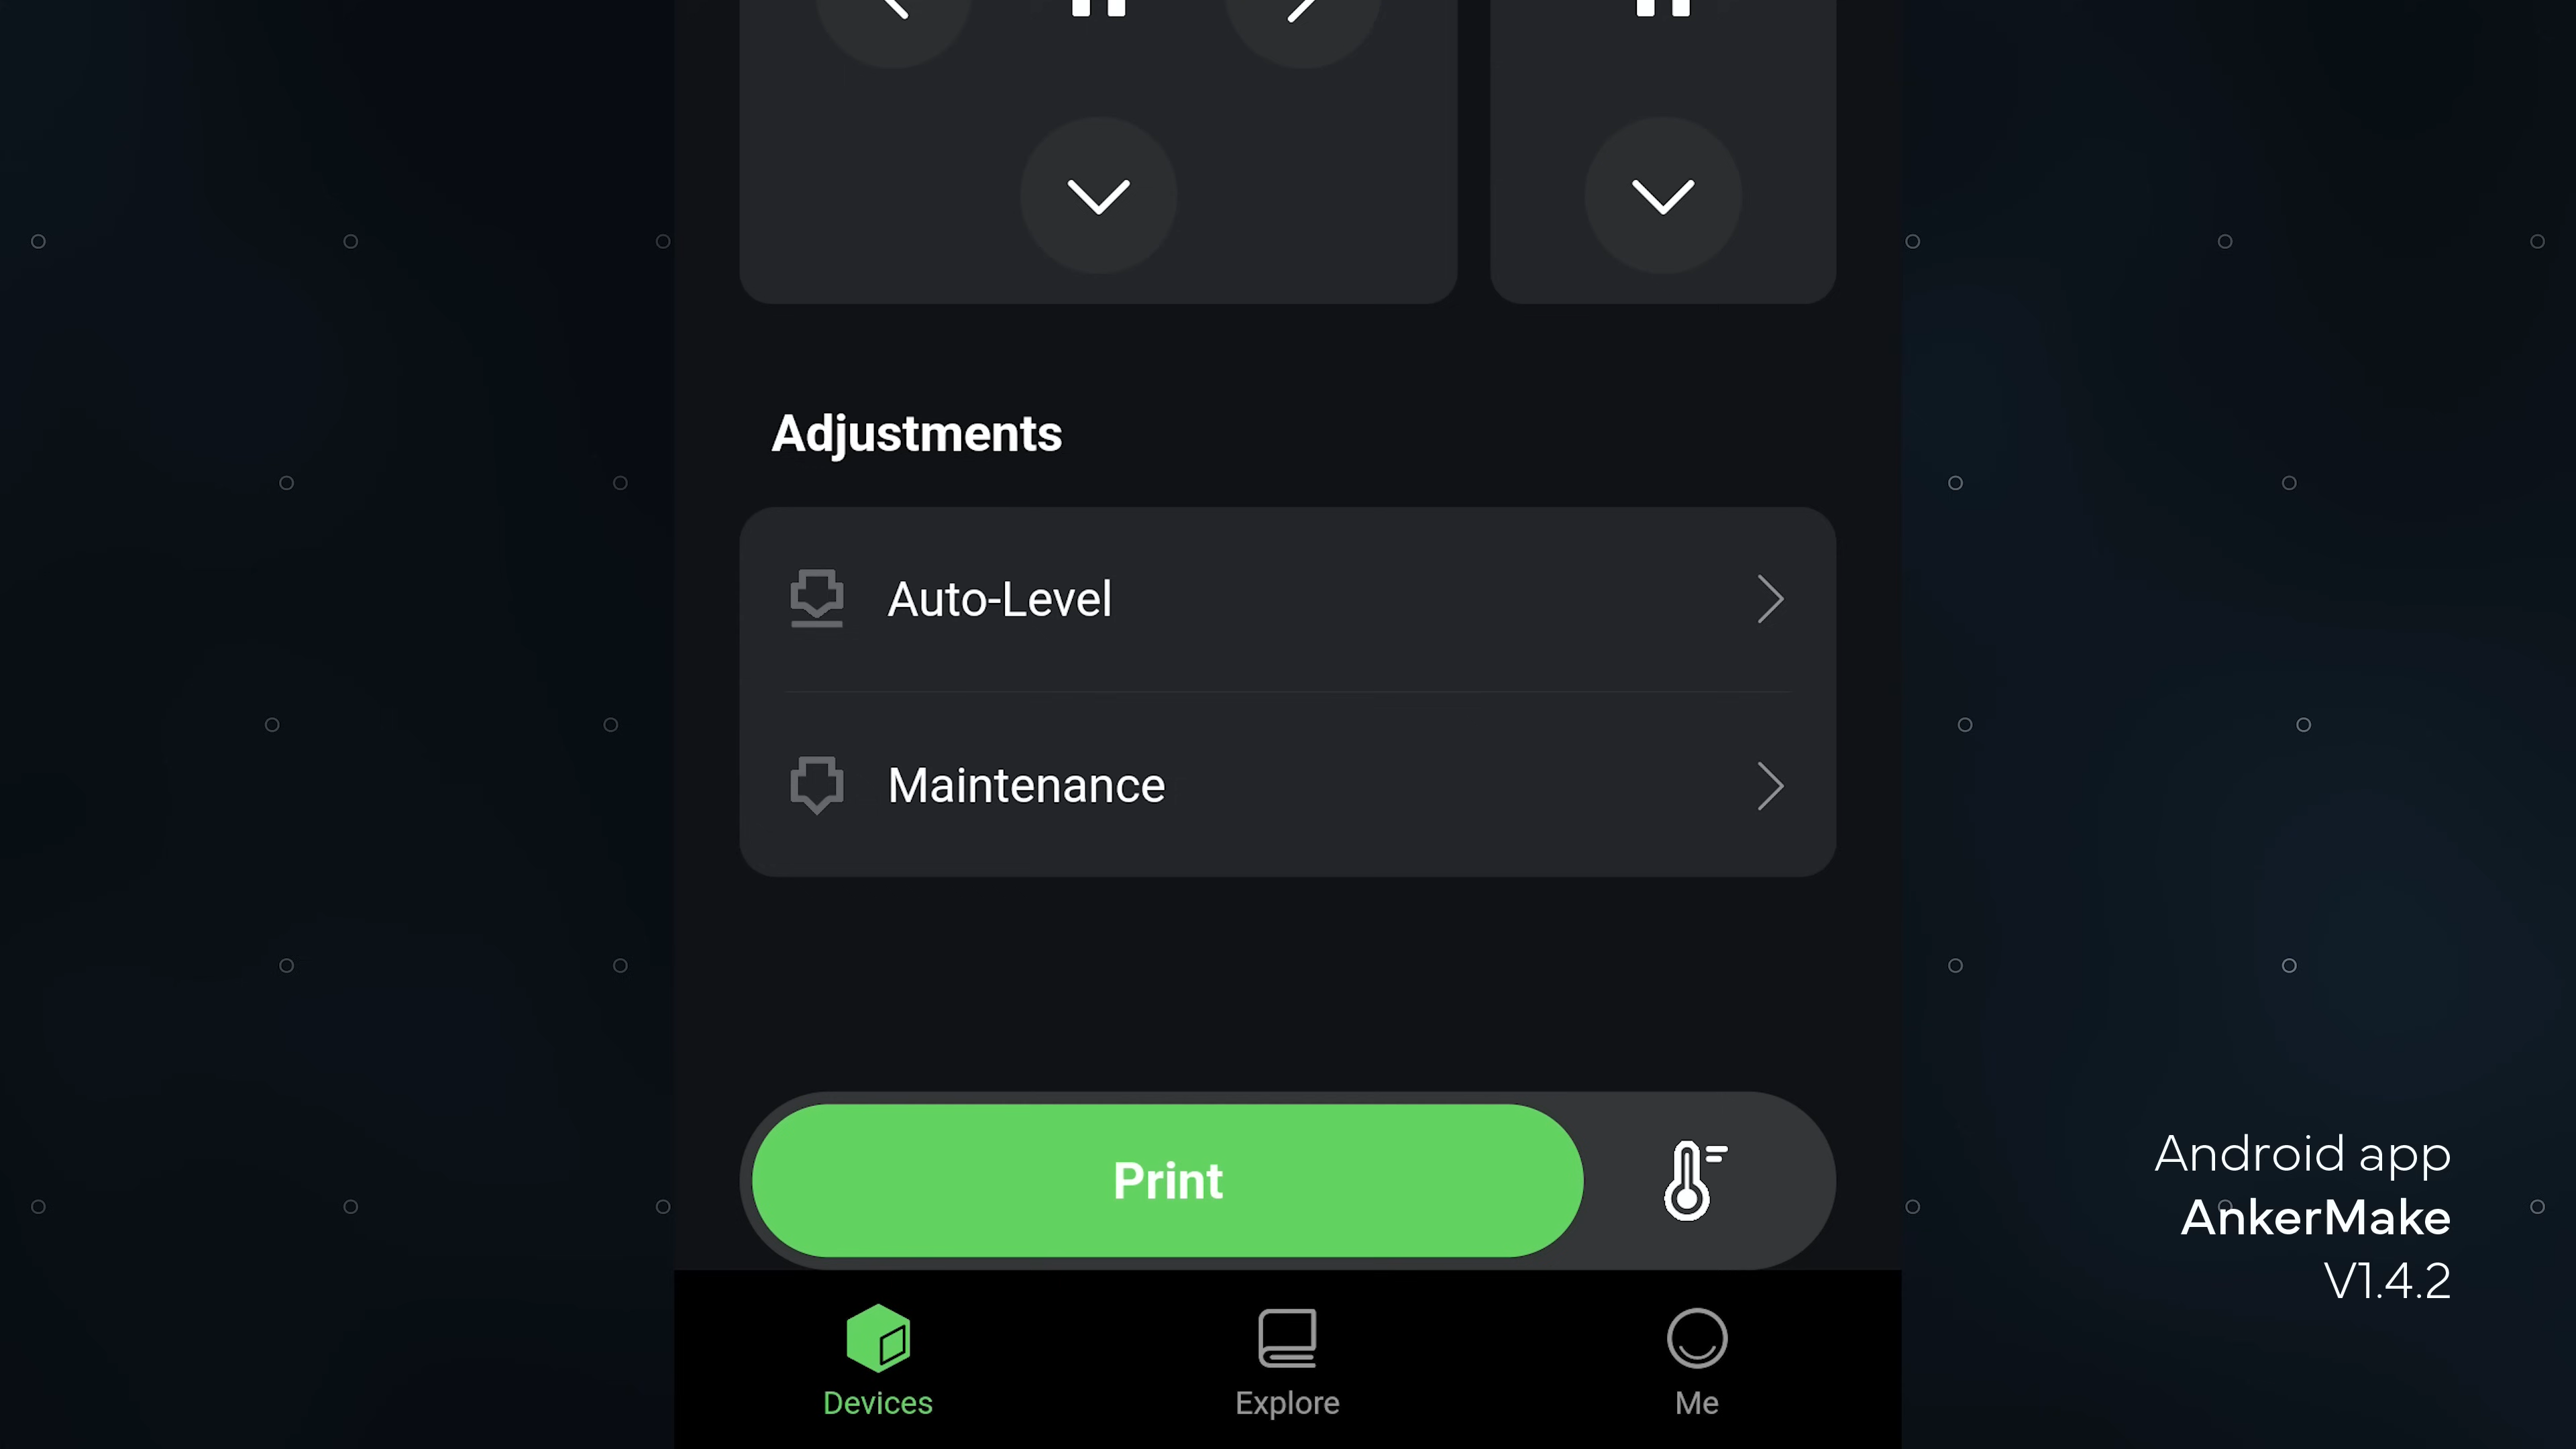 Adjustments
Auto-Level
Maintenance
Print
Devices
Explore
Me
Android app
AnkerMake
V1.4.2